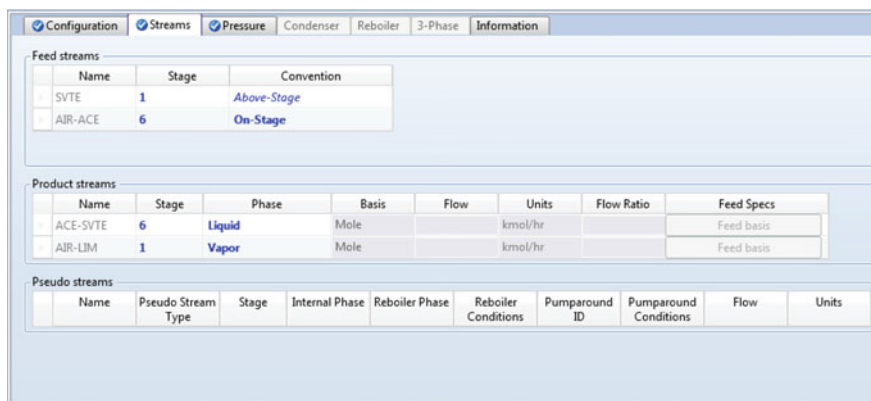 Configuration Streams Pressure Condenser Reboiler 3-Phase Information
Feed streams
Name Stage Convention
SVTE 1 Above-Stage
AIR-ACE 6 On-Stage
Product streams
Name Stage Phase Basis Flow Units Flow Ratio Feed Specs
ACE-SVTE 6 Liquid Mole kmol/hr Feed basis
AIR-LIM 1 Vapor Mole kmol/hr Feed basis
Pseudo streams
Name Pseudo Stream Type Stage Internal Phase Reboiler Phase Reboiler Conditions Pumparound ID Pumparound Conditions Flow Units